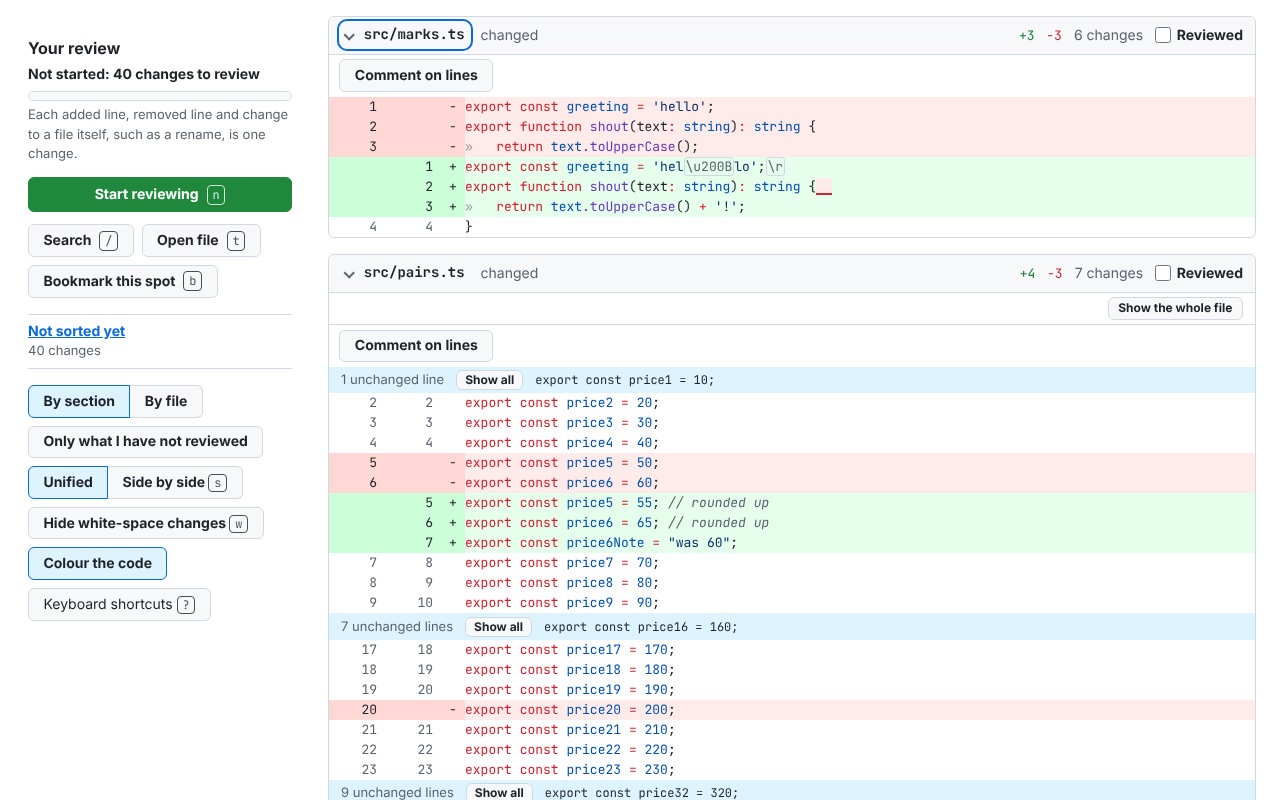 Your review
Not started: 40 changes to review
Each added line, removed line and change
to a file itself, such as a rename, is one
change.
Start reviewing n
Search / Open file t
Bookmark this spot b
Not sorted yet
40 changes
By section By file
Only what I have not reviewed
Unified Side by side s
Hide white-space changes w
Colour the code
Keyboard shortcuts ?
src/marks.ts changed +3 -3 6 changes Reviewed
Comment on lines
1 - export const greeting = 'hello';
2 - export function shout(text: string): string {
3 - » return text.toUpperCase();
1 + export const greeting = 'hel\u200Blo';\r
2 + export function shout(text: string): string {
3 + » return text.toUpperCase() + '!';
4 4 }
src/pairs.ts changed +4 -3 7 changes Reviewed
Show the whole file
Comment on lines
1 unchanged line Show all export const price1 = 10;
2 2 export const price2 = 20;
3 3 export const price3 = 30;
4 4 export const price4 = 40;
5 - export const price5 = 50;
6 - export const price6 = 60;
5 + export const price5 = 55; // rounded up
6 + export const price6 = 65; // rounded up
7 + export const price6Note = "was 60";
7 8 export const price7 = 70;
8 9 export const price8 = 80;
9 10 export const price9 = 90;
7 unchanged lines Show all export const price16 = 160;
17 18 export const price17 = 170;
18 19 export const price18 = 180;
19 20 export const price19 = 190;
20 - export const price20 = 200;
21 21 export const price21 = 210;
22 22 export const price22 = 220;
23 23 export const price23 = 230;
9 unchanged lines Show all export const price32 = 320;